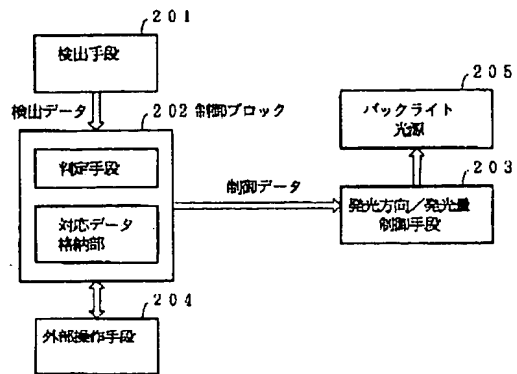 201
検出手段
検出データ
202 制御ブロック
判定手段
対応データ
格納部
制御データ
205
バックライト
光源
203
発光方向/発光量
制御手段
204
外部操作手段